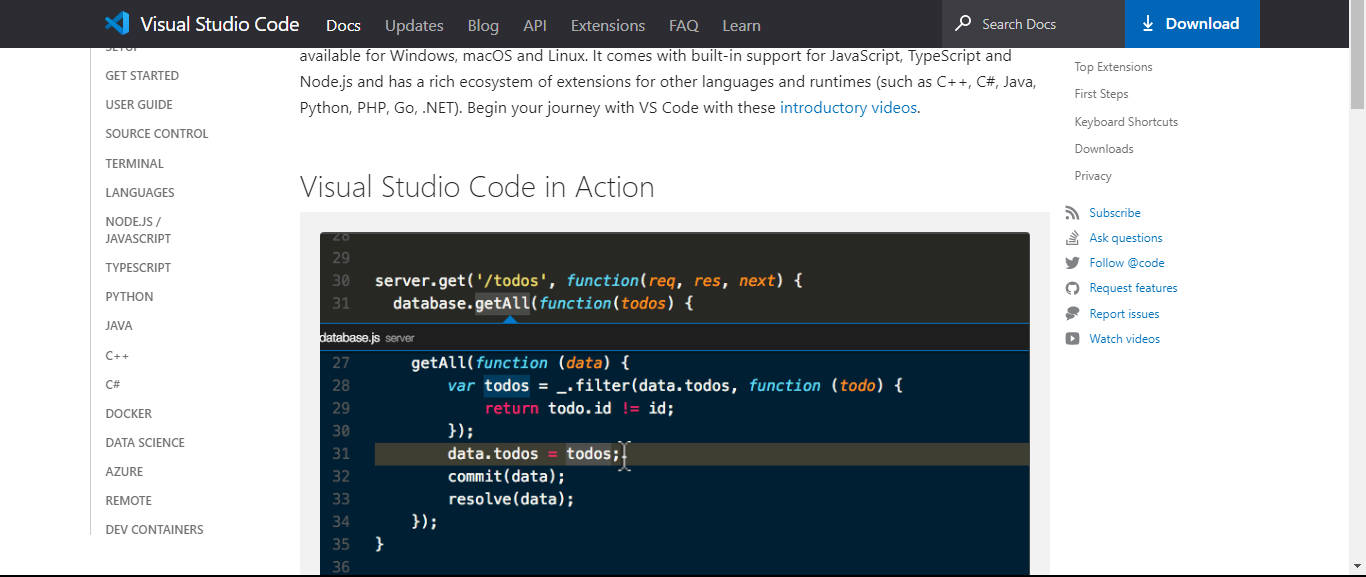 Visual Studio Code Docs Updates Blog API Extensions FAQ Learn Search Docs Download
SETUP
GET STARTED
USER GUIDE
SOURCE CONTROL
TERMINAL
LANGUAGES
NODE.JS /
JAVASCRIPT
TYPESCRIPT
PYTHON
JAVA
C++
C#
DOCKER
DATA SCIENCE
AZURE
REMOTE
DEV CONTAINERS
available for Windows, macOS and Linux. It comes with built-in support for JavaScript, TypeScript and
Node.js and has a rich ecosystem of extensions for other languages and runtimes (such as C++, C#, Java,
Python, PHP, Go, .NET). Begin your journey with VS Code with these introductory videos.
Visual Studio Code in Action
28
29
30 server.get('/todos', function(req, res, next) {
31 database.getAll(function(todos) {
database.js server
27 getAll(function (data) {
28 var todos = _.filter(data.todos, function (todo) {
29 return todo.id != id;
30 });
31 data.todos = todos;
32 commit(data);
33 resolve(data);
34 });
35 }
36
Top Extensions
First Steps
Keyboard Shortcuts
Downloads
Privacy
Subscribe
Ask questions
Follow @code
Request features
Report issues
Watch videos